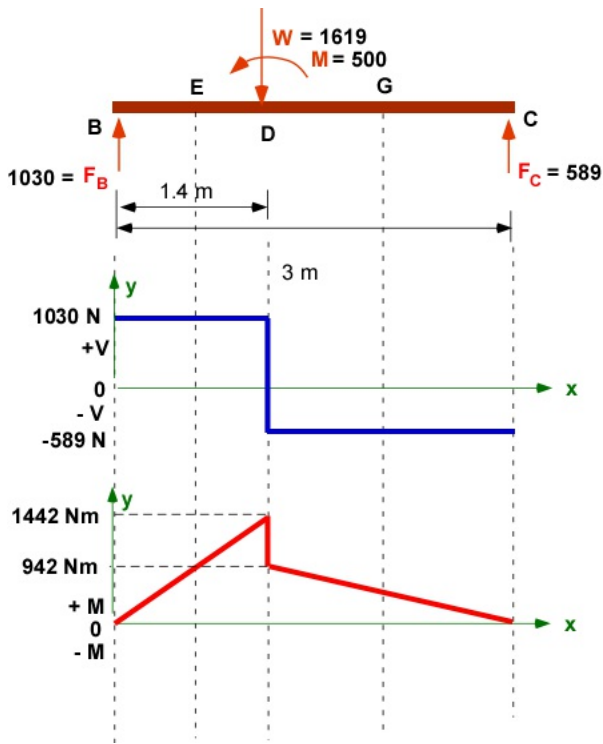 W = 1619
M = 500
E
G
B
D
C
1030 = FB
FC = 589
1.4 m
3 m
y
1030 N
+V
0
x
- V
-589 N
y
1442 Nm
942 Nm
+ M
0
x
- M